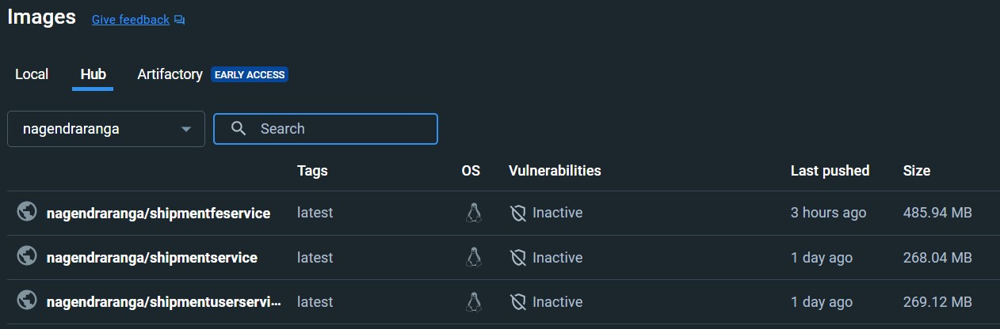 Images Give feedback
Local Hub Artifactory EARLY ACCESS
nagendraranga Search
Tags OS Vulnerabilities Last pushed Size
nagendraranga/shipmentfeservice latest Inactive 3 hours ago 485.94 MB
nagendraranga/shipmentservice latest Inactive 1 day ago 268.04 MB
nagendraranga/shipmentuserservi... latest Inactive 1 day ago 269.12 MB